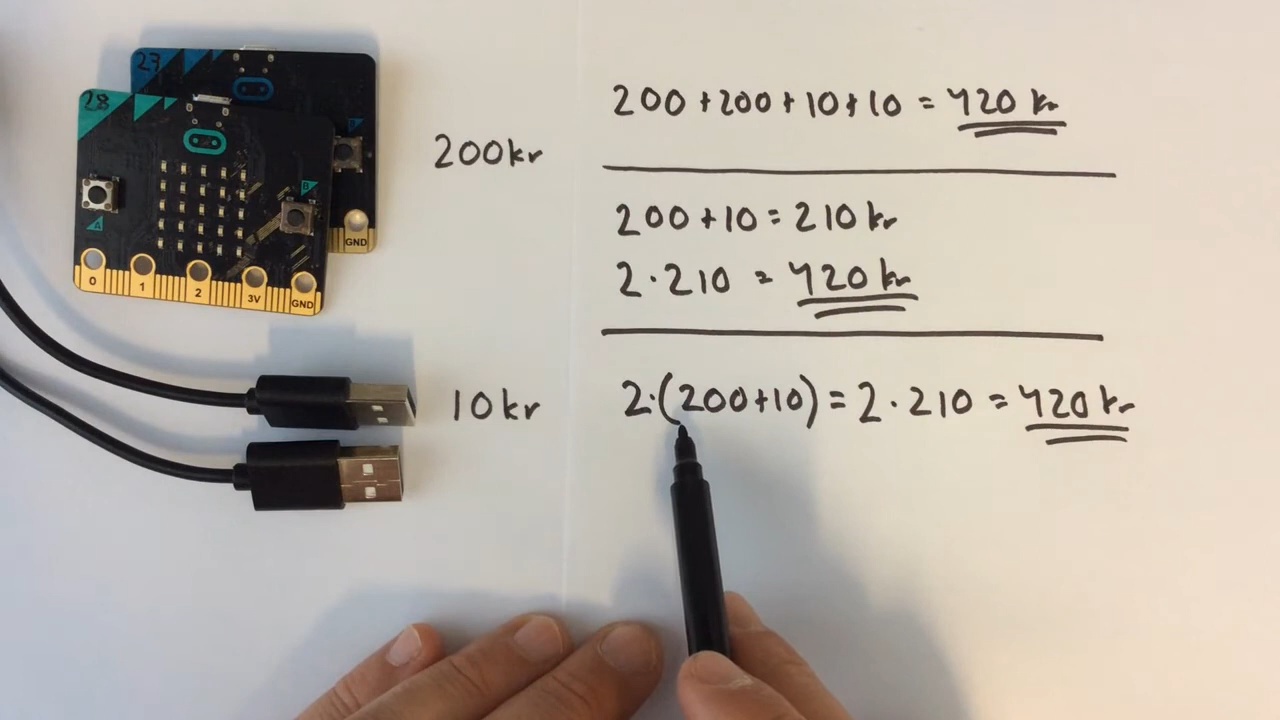 27
28
A
B
0 1 2 3V GND
GND
200kr
10kr
200+200+10+10 = 420 kr
200+10 = 210 kr
2·210 = 420 kr
2·(200+10) = 2·210 = 420 kr